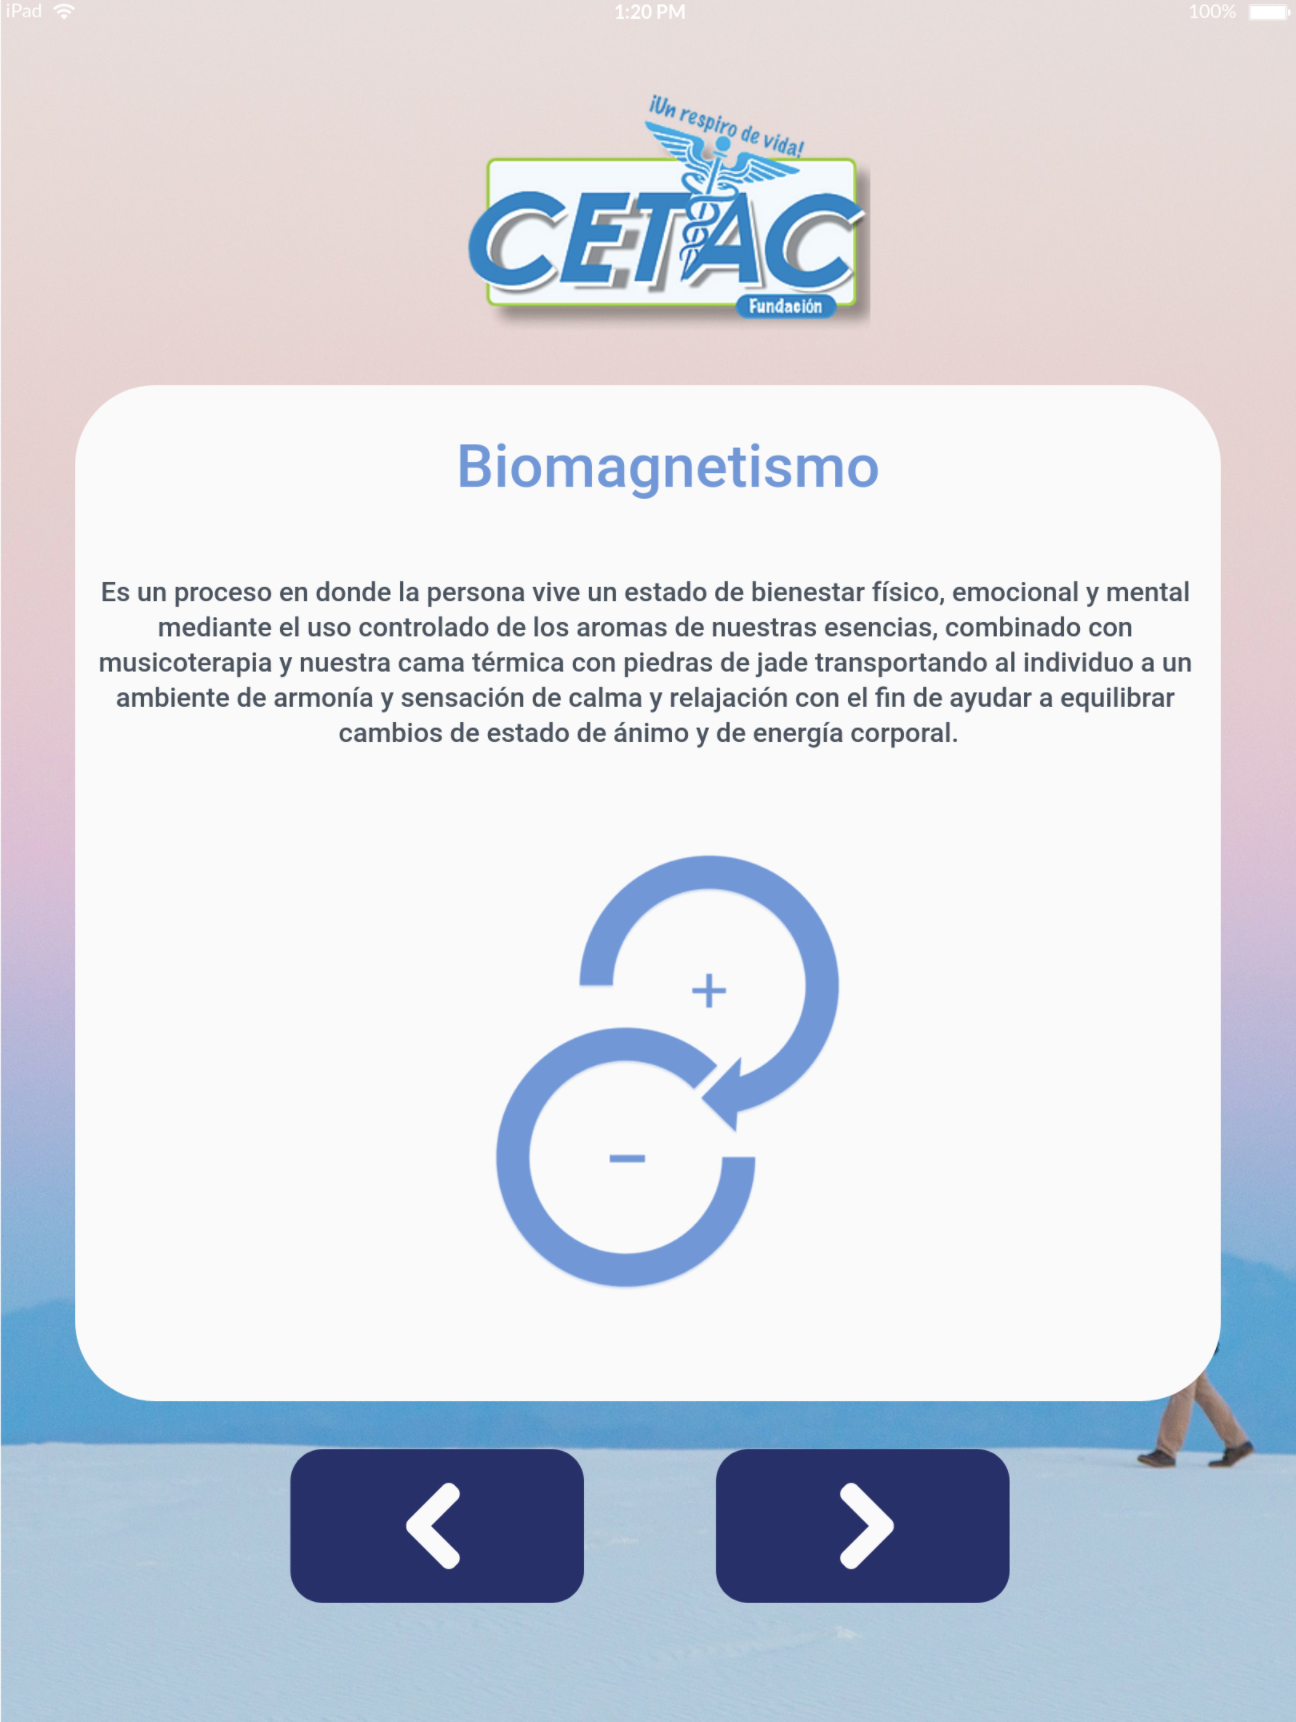 iPad 1:20 PM 100%
¡Un respiro de vida!
CETAC
Fundación
Biomagnetismo
Es un proceso en donde la persona vive un estado de bienestar físico, emocional y mental
mediante el uso controlado de los aromas de nuestras esencias, combinado con
musicoterapia y nuestra cama térmica con piedras de jade transportando al individuo a un
ambiente de armonía y sensación de calma y relajación con el fin de ayudar a equilibrar
cambios de estado de ánimo y de energía corporal.
+
−